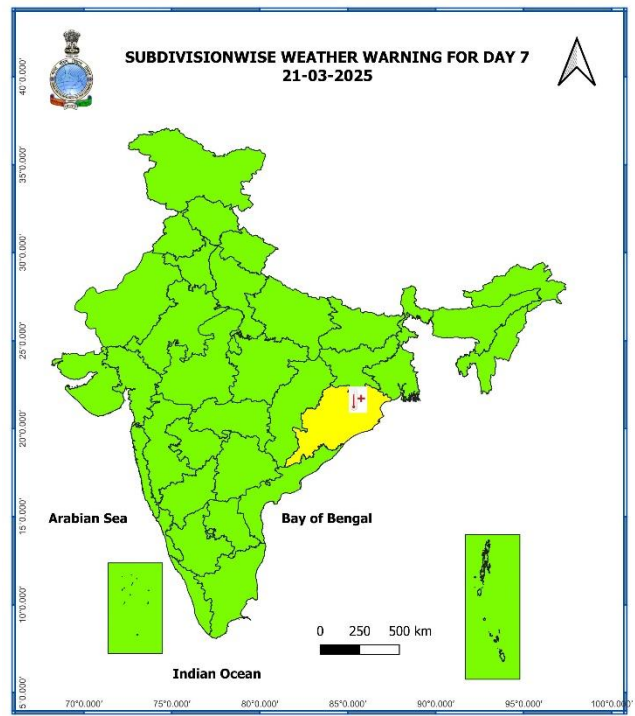 SUBDIVISIONWISE WEATHER WARNING FOR DAY 7
21-03-2025
40°0.000'
35°0.000'
30°0.000'
25°0.000'
20°0.000'
15°0.000'
10°0.000'
5°0.000'
Arabian Sea
Bay of Bengal
0 250 500 km
Indian Ocean
70°0.000' 75°0.000' 80°0.000' 85°0.000' 90°0.000' 95°0.000' 100°0.000'